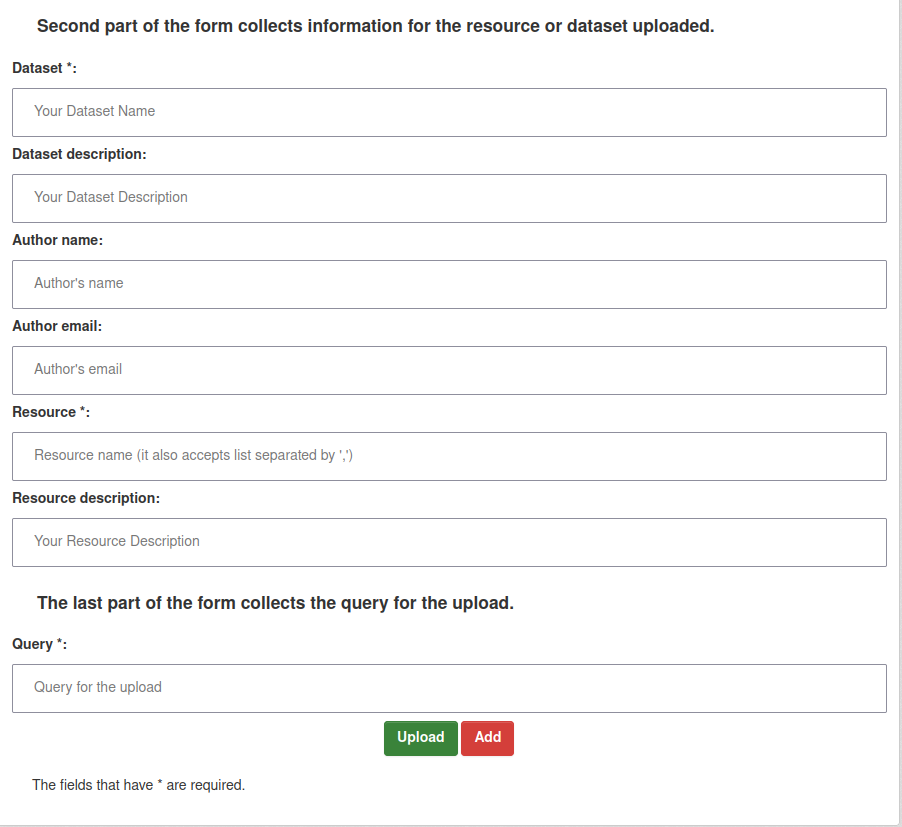 Second part of the form collects information for the resource or dataset uploaded.
Dataset *:
Your Dataset Name
Dataset description:
Your Dataset Description
Author name:
Author's name
Author email:
Author's email
Resource *:
Resource name (it also accepts list separated by ',')
Resource description:
Your Resource Description
The last part of the form collects the query for the upload.
Query *:
Query for the upload
Upload Add
The fields that have * are required.